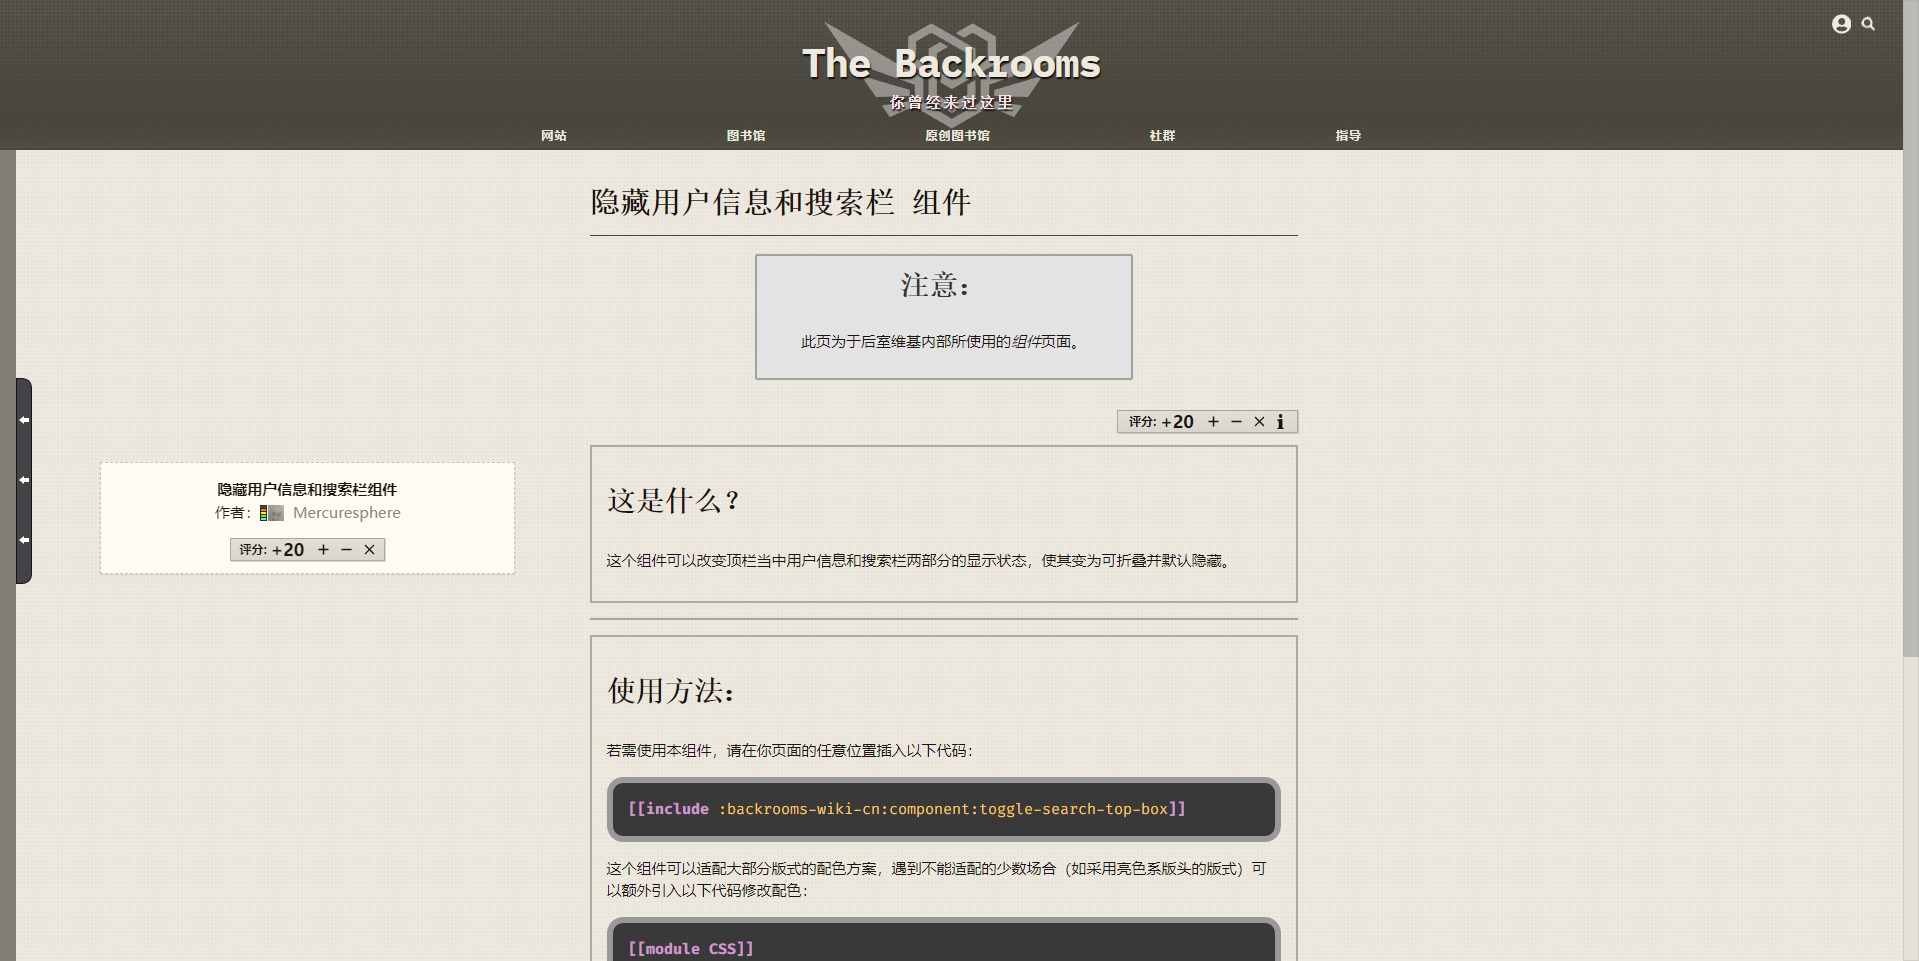 The Backrooms
你曾经来过这里
网站 图书馆 原创图书馆 社群 指导
隐藏用户信息和搜索栏 组件
注意：
此页为于后室维基内部所使用的组件页面。
评分: +20 + − × i
隐藏用户信息和搜索栏组件
作者： Mercuresphere
评分: +20 + − ×
这是什么？
这个组件可以改变顶栏当中用户信息和搜索栏两部分的显示状态，使其变为可折叠并默认隐藏。
使用方法：
若需使用本组件，请在你页面的任意位置插入以下代码：
[[include :backrooms-wiki-cn:component:toggle-search-top-box]]
这个组件可以适配大部分版式的配色方案，遇到不能适配的少数场合（如采用亮色系版头的版式）可
以额外引入以下代码修改配色：
[[module CSS]]